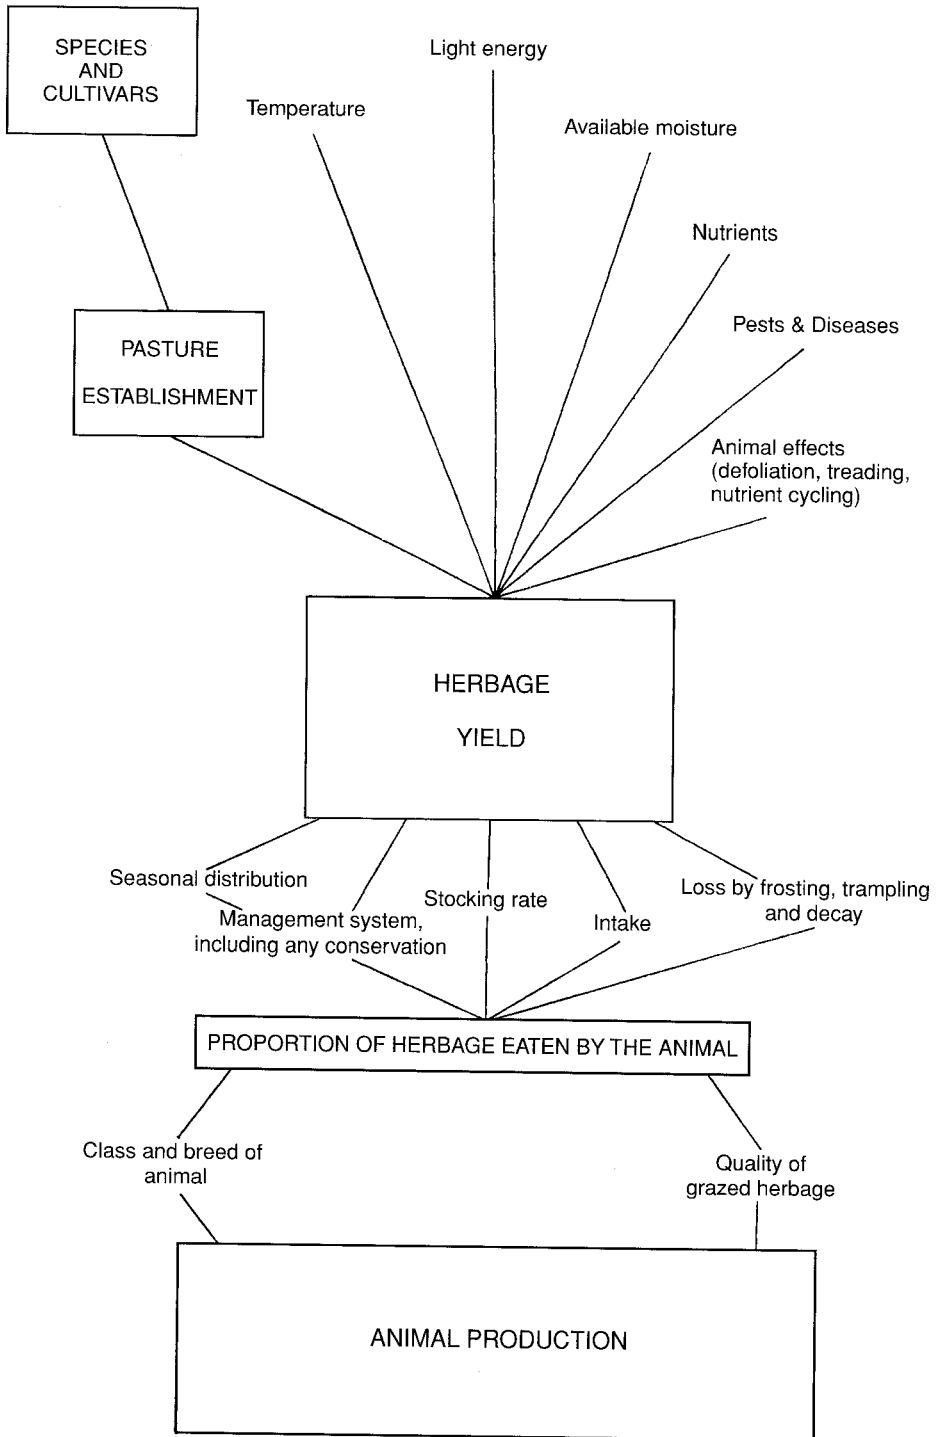 SPECIES
AND
CULTIVARS
Light energy
Temperature
Available moisture
Nutrients
Pests & Diseases
PASTURE
ESTABLISHMENT
Animal effects
(defoliation, treading,
nutrient cycling)
HERBAGE
YIELD
Seasonal distribution
Management system,
including any conservation
Stocking rate
Intake
Loss by frosting, trampling
and decay
PROPORTION OF HERBAGE EATEN BY THE ANIMAL
Class and breed of
animal
Quality of
grazed herbage
ANIMAL PRODUCTION